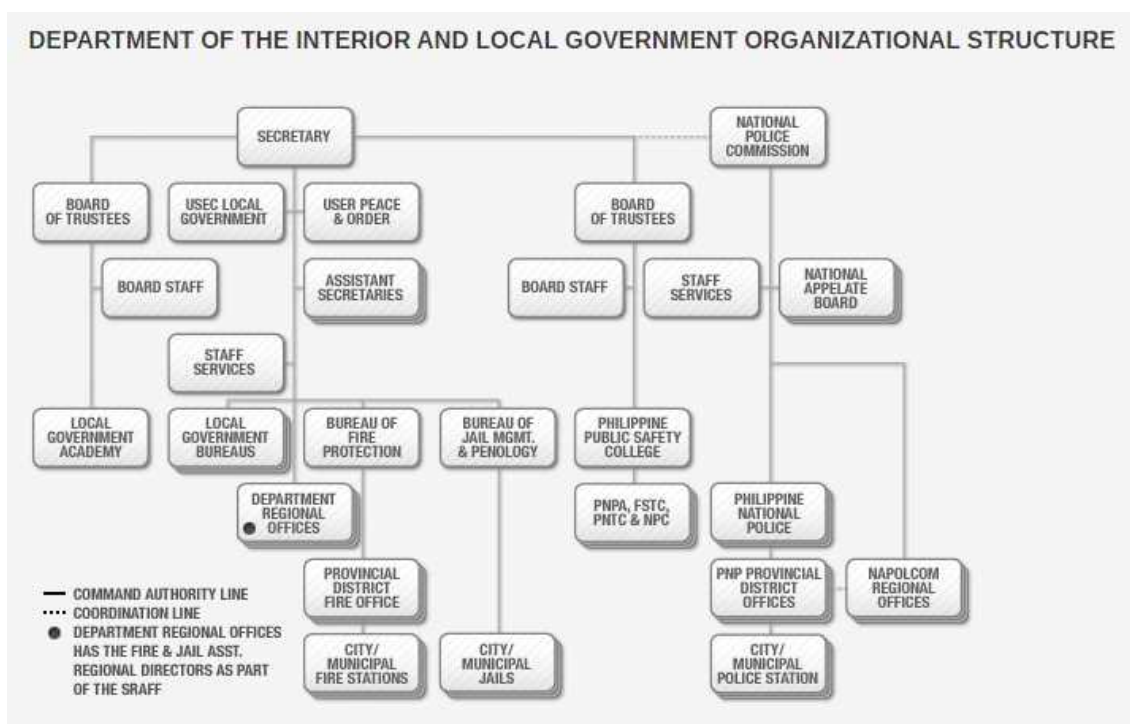 DEPARTMENT OF THE INTERIOR AND LOCAL GOVERNMENT ORGANIZATIONAL STRUCTURE
SECRETARY
NATIONAL
POLICE
COMMISSION
BOARD
OF TRUSTEES
USEC LOCAL
GOVERNMENT
USER PEACE
& ORDER
BOARD
OF TRUSTEES
BOARD STAFF
ASSISTANT
SECRETARIES
BOARD STAFF
STAFF
SERVICES
NATIONAL
APPELATE
BOARD
STAFF
SERVICES
LOCAL
GOVERNMENT
ACADEMY
LOCAL
GOVERNMENT
BUREAUS
BUREAU OF
FIRE
PROTECTION
BUREAU OF
JAIL MGMT.
& PENOLOGY
PHILIPPINE
PUBLIC SAFETY
COLLEGE
DEPARTMENT
REGIONAL
OFFICES
PNPA, FSTC,
PNTC & NPC
PHILIPPINE
NATIONAL
POLICE
PROVINCIAL
DISTRICT
FIRE OFFICE
PNP PROVINCIAL
DISTRICT
OFFICES
NAPOLCOM
REGIONAL
OFFICES
CITY/
MUNICIPAL
FIRE STATIONS
CITY/
MUNICIPAL
JAILS
CITY/
MUNICIPAL
POLICE STATION
COMMAND AUTHORITY LINE
COORDINATION LINE
DEPARTMENT REGIONAL OFFICES
HAS THE FIRE & JAIL ASST.
REGIONAL DIRECTORS AS PART
OF THE SRAFF